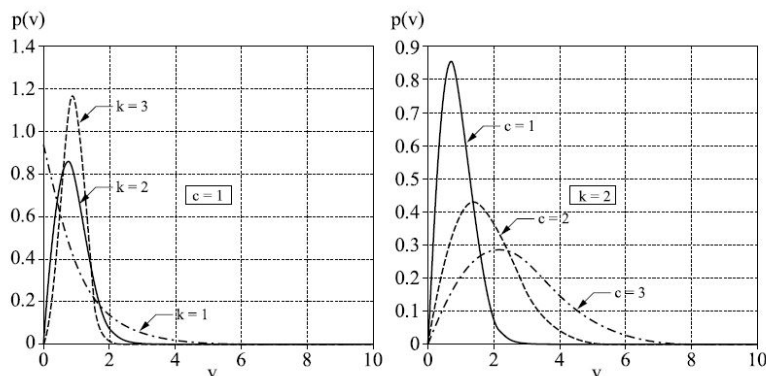 p(v)
1.4
1.2
1.0
0.8
0.6
0.4
0.2
0
k = 3
k = 2
c = 1
k = 1
0
2
4
6
8
10
v
p(v)
0.9
0.8
0.7
0.6
0.5
0.4
0.3
0.2
0.1
0
c = 1
k = 2
c = 2
c = 3
0
2
4
6
8
10
v